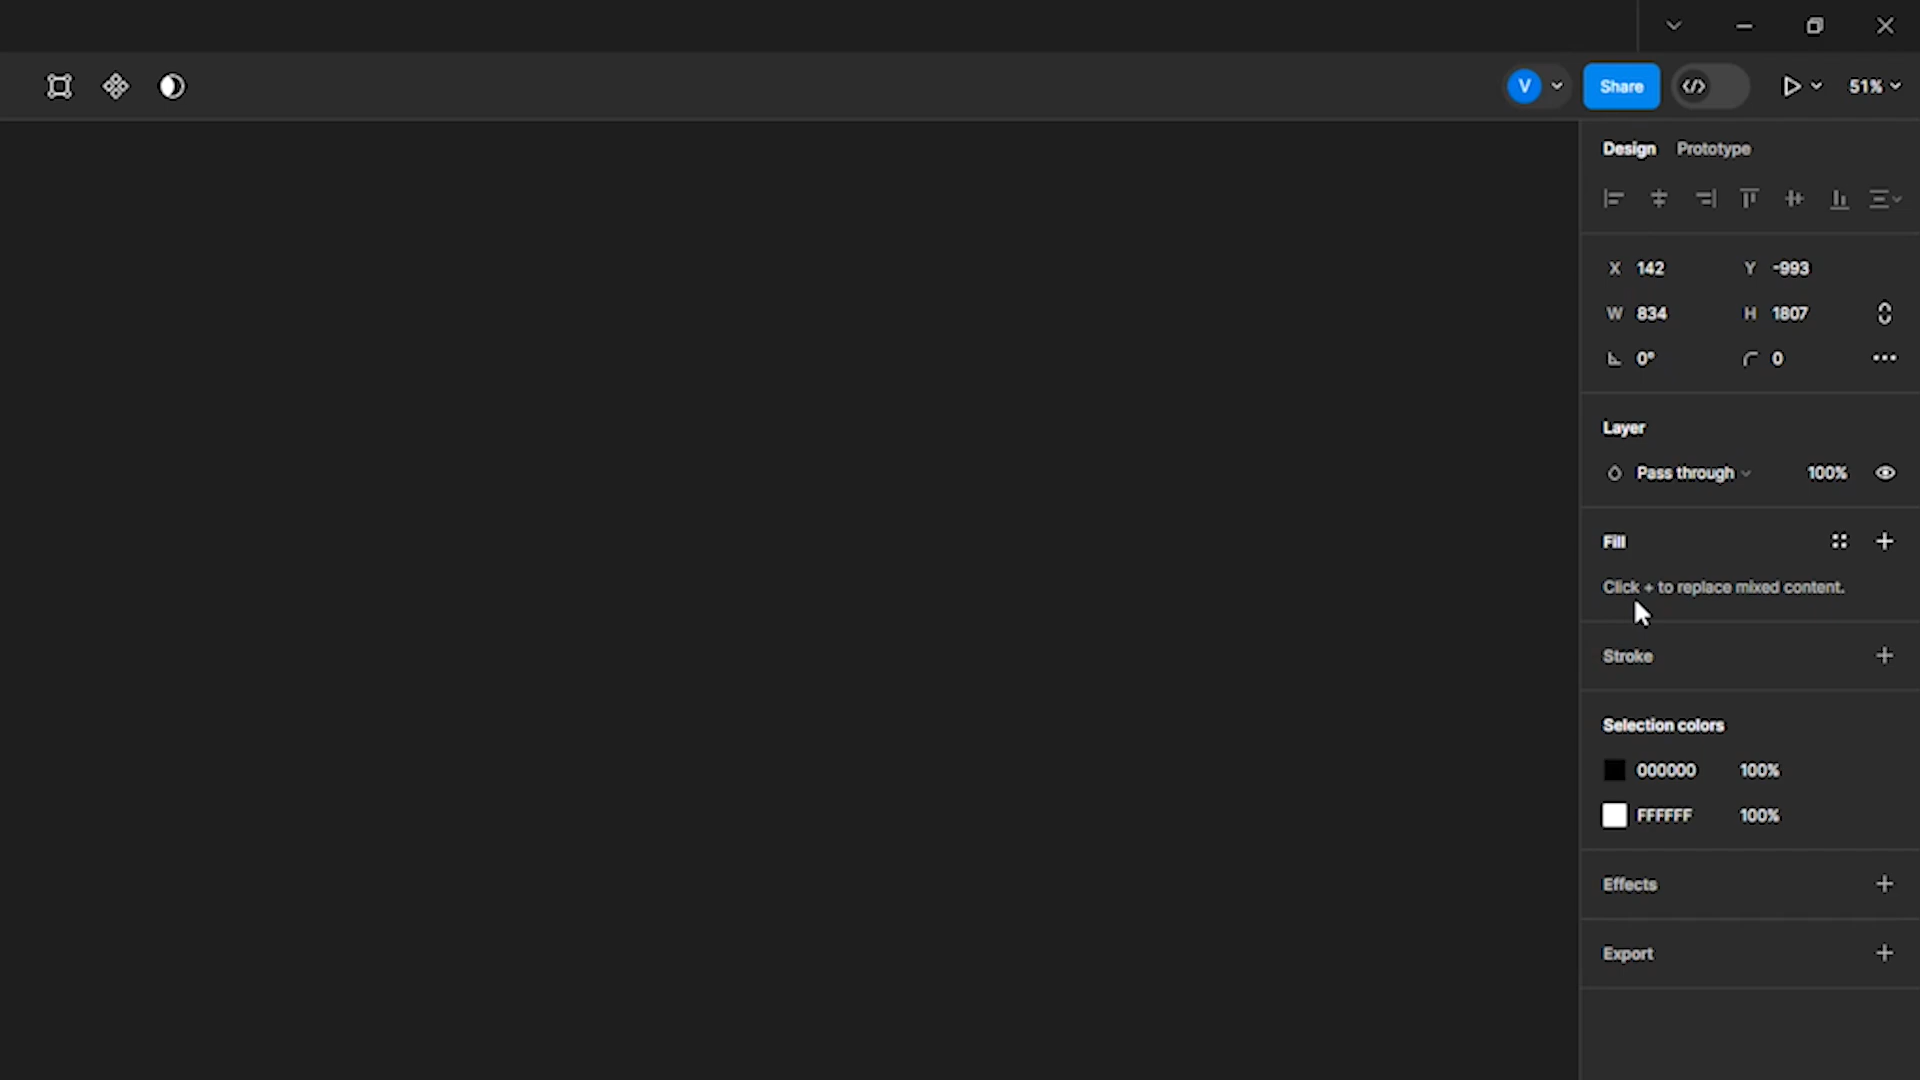 V Share </> 51%
Design Prototype
X 142 Y -993
W 834 H 1807
0° 0
Layer
Pass through 100%
Fill
Click + to replace mixed content.
Stroke
Selection colors
000000 100%
FFFFFF 100%
Effects
Export